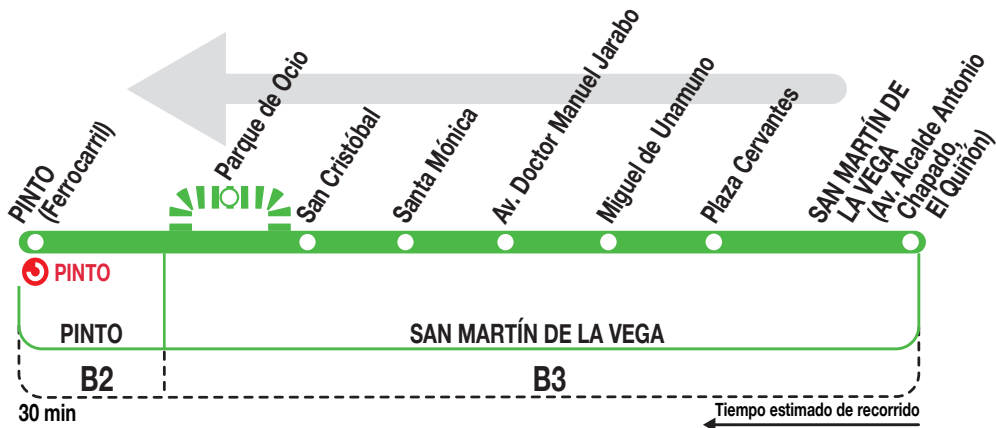 PINTO
(Ferrocarril)
Parque de Ocio
San Cristóbal
Santa Mónica
Av. Doctor Manuel Jarabo
Miguel de Unamuno
Plaza Cervantes
SAN MARTÍN DE
LA VEGA
(Av. Alcalde Antonio
Chapado,
El Quiñón)
PINTO
PINTO
SAN MARTÍN DE LA VEGA
B2
B3
30 min
Tiempo estimado de recorrido